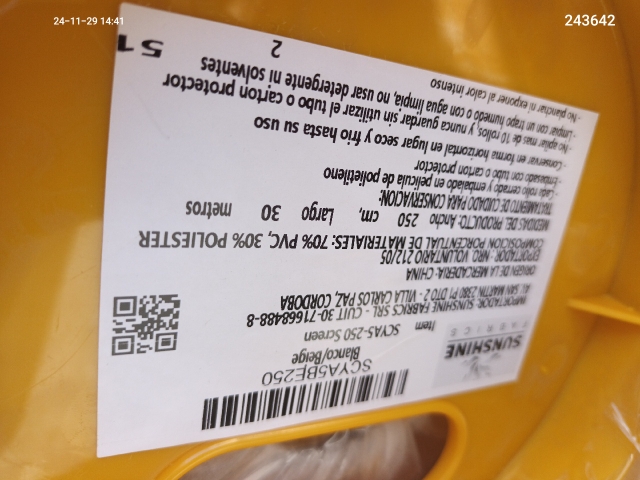 24-11-29 14:41
243642
SUNSHINE
FABRICS
SCYA5BE250
Blanco/Beige
Item SCYA5-250 Screen
IMPORTADOR: SUNSHINE FABRICS SRL - CUIT 30-71668488-8
AV. SAN MARTIN 2380 P1 DTO 2 - VILLA CARLOS PAZ, CORDOBA
ORIGEN DE LA MERCADERIA: CHINA
EXPORTADOR - NRO. VOLUNTARIO 212/05
COMPOSICION PORCENTUAL DE MATERIALES: 70% PVC, 30% POLIESTER
MEDIDAS DEL PRODUCTO: Ancho 250 cm, Largo 30 metros
TRATAMIENTO DE CUIDADO PARA CONSERVACION:
- Cada rollo cerrado y embalado en pelicula de polietileno
- Embasado con tubo o carton protector
- Conservar en forma horizontal en lugar seco y frio hasta su uso
-No apilar mas de 10 rollos, y nunca guardar sin utilizar el tubo o carton protector
- Limpiar con un trapo humedo o con agua limpia, no usar detergente ni solventes
-No planchar ni exponer al calor intenso
2
51